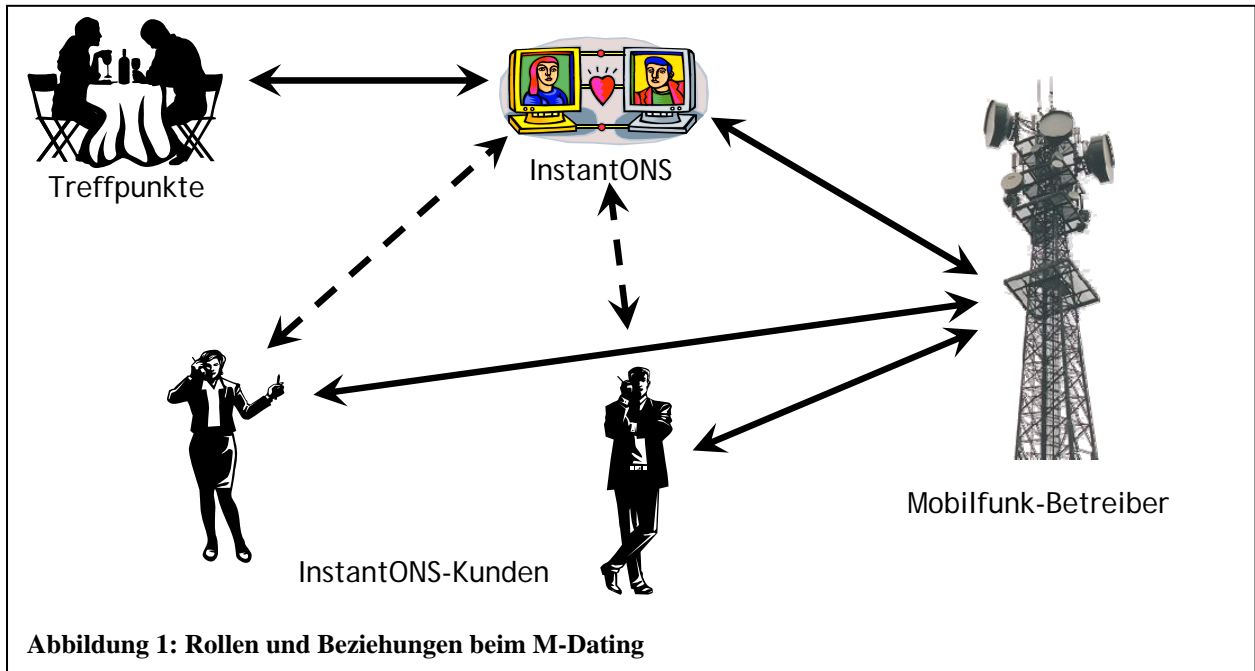 Treffpunkte
InstantONS
Mobilfunk-Betreiber
InstantONS-Kunden
Abbildung 1: Rollen und Beziehungen beim M-Dating